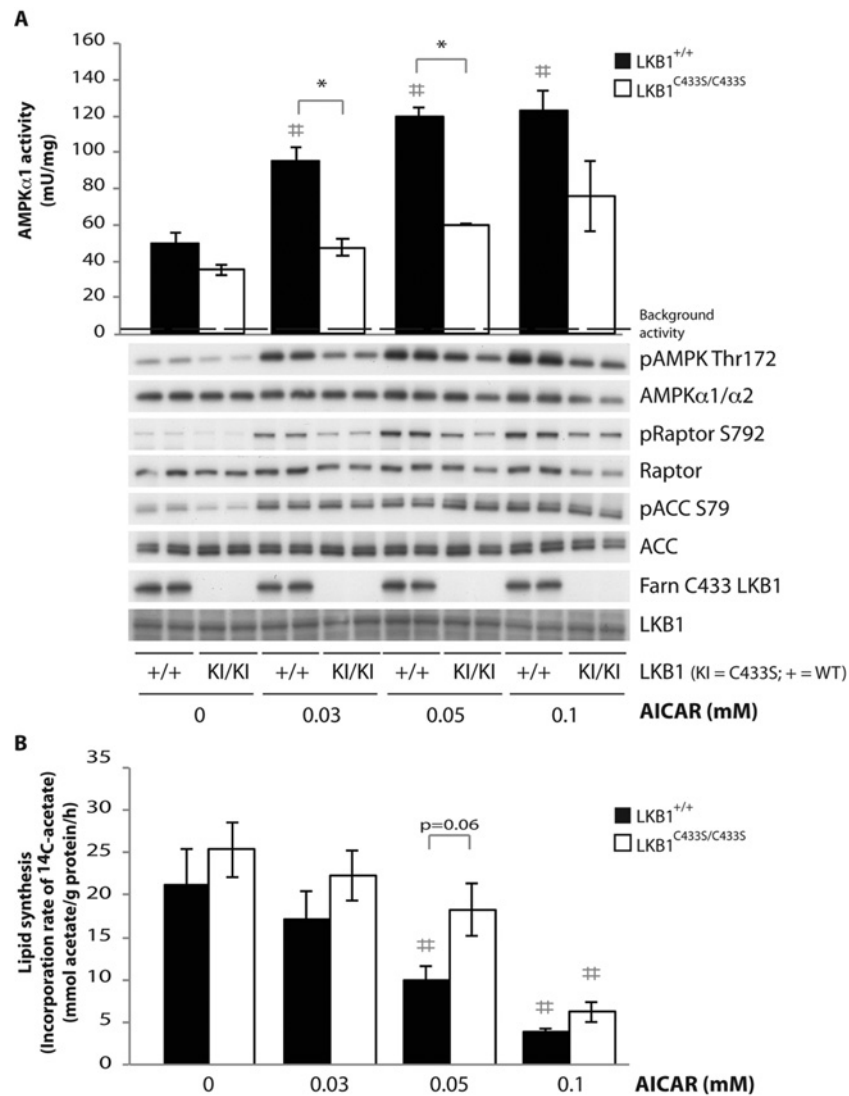 A
160
140
120
100
80
60
40
20
0
AMPKα1 activity
(mU/mg)
*
*
⌗
⌗
⌗
LKB1+/+
LKB1C433S/C433S
Background
activity
pAMPK Thr172
AMPKα1/α2
pRaptor S792
Raptor
pACC S79
ACC
Farn C433 LKB1
LKB1
+/+ KI/KI +/+ KI/KI +/+ KI/KI +/+ KI/KI LKB1 (KI = C433S; + = WT)
0 0.03 0.05 0.1 AICAR (mM)
B
35
30
25
20
15
10
5
0
Lipid synthesis
(Incorporation rate of 14C-acetate)
(mmol acetate/g protein/h)
p=0.06
⌗
⌗
⌗
LKB1+/+
LKB1C433S/C433S
0 0.03 0.05 0.1 AICAR (mM)